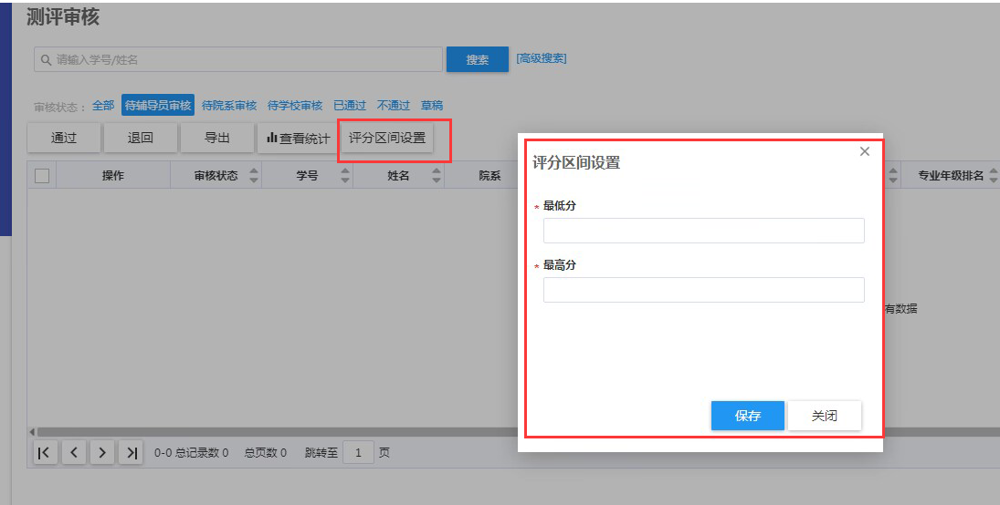 测评审核
请输入学号/姓名
搜索
[高级搜索]
审核状态： 全部 待辅导员审核 待院系审核 待学校审核 已通过 不通过 草稿
通过 退回 导出 查看统计 评分区间设置
操作 审核状态 学号 姓名 院系 专业年级排名
评分区间设置
* 最低分
* 最高分
有数据
保存 关闭
0-0 总记录数 0 总页数 0 跳转至 1 页